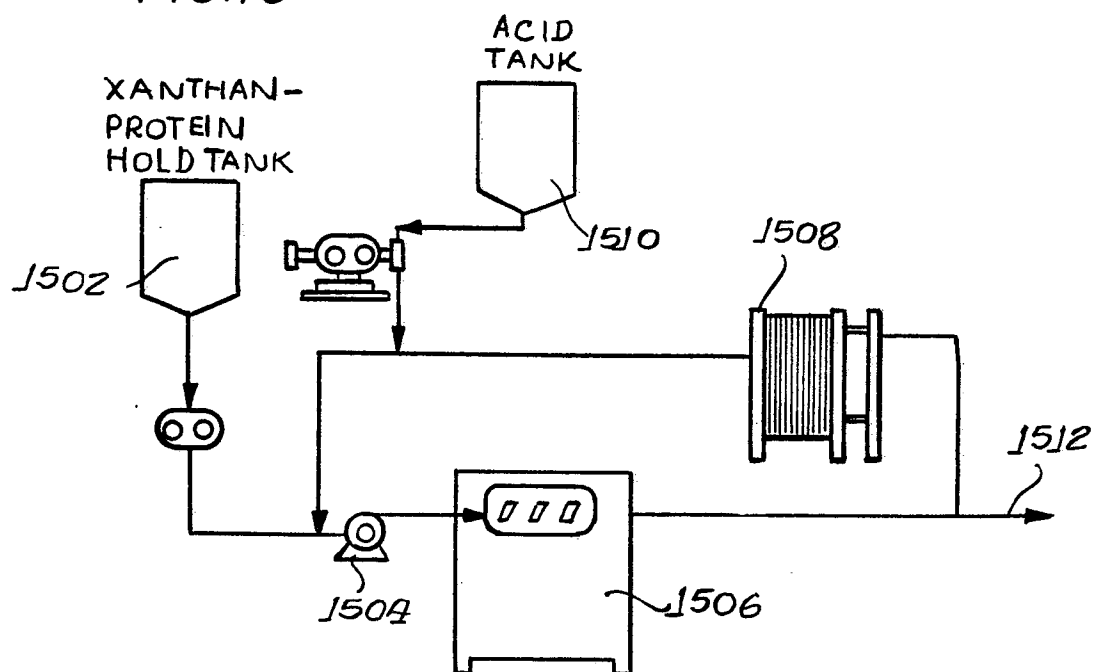 ACID
TANK
XANTHAN-
PROTEIN
HOLD TANK
1510
1508
1502
1512
1504
1506